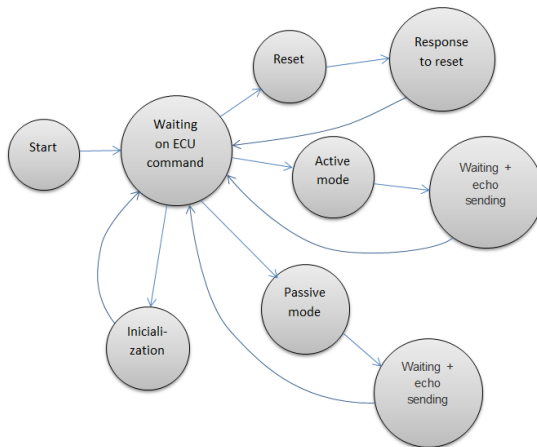 Reset
Response
to reset
Start
Waiting
on ECU
command
Active
mode
Waiting +
echo
sending
Iniciali-
zation
Passive
mode
Waiting +
echo
sending